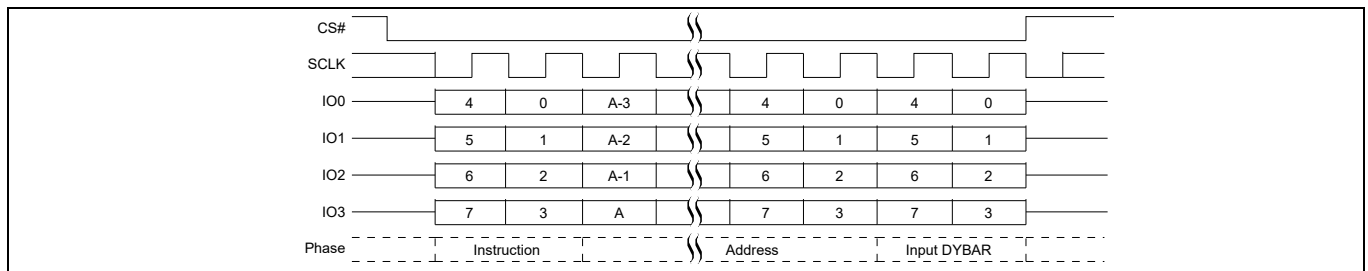 CS#
SCLK
IO0 4 0 A-3 4 0 4 0
IO1 5 1 A-2 5 1 5 1
IO2 6 2 A-1 6 2 6 2
IO3 7 3 A 7 3 7 3
Phase Instruction Address Input DYBAR